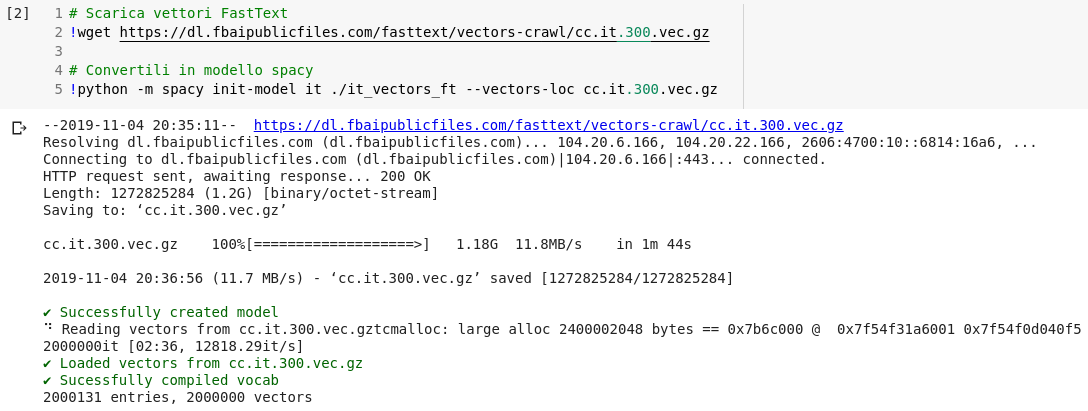 [2] 1 # Scarica vettori FastText
2 !wget https://dl.fbaipublicfiles.com/fasttext/vectors-crawl/cc.it.300.vec.gz
3
4 # Convertili in modello spacy
5 !python -m spacy init-model it ./it_vectors_ft --vectors-loc cc.it.300.vec.gz
--2019-11-04 20:35:11--  https://dl.fbaipublicfiles.com/fasttext/vectors-crawl/cc.it.300.vec.gz
Resolving dl.fbaipublicfiles.com (dl.fbaipublicfiles.com)... 104.20.6.166, 104.20.22.166, 2606:4700:10::6814:16a6, ...
Connecting to dl.fbaipublicfiles.com (dl.fbaipublicfiles.com)|104.20.6.166|:443... connected.
HTTP request sent, awaiting response... 200 OK
Length: 1272825284 (1.2G) [binary/octet-stream]
Saving to: ‘cc.it.300.vec.gz’
cc.it.300.vec.gz    100%[===================>]   1.18G  11.8MB/s    in 1m 44s
2019-11-04 20:36:56 (11.7 MB/s) - ‘cc.it.300.vec.gz’ saved [1272825284/1272825284]
✔ Successfully created model
⠙ Reading vectors from cc.it.300.vec.gztcmalloc: large alloc 2400002048 bytes == 0x7b6c000 @  0x7f54f31a6001 0x7f54f0d040f5
2000000it [02:36, 12818.29it/s]
✔ Loaded vectors from cc.it.300.vec.gz
✔ Sucessfully compiled vocab
2000131 entries, 2000000 vectors